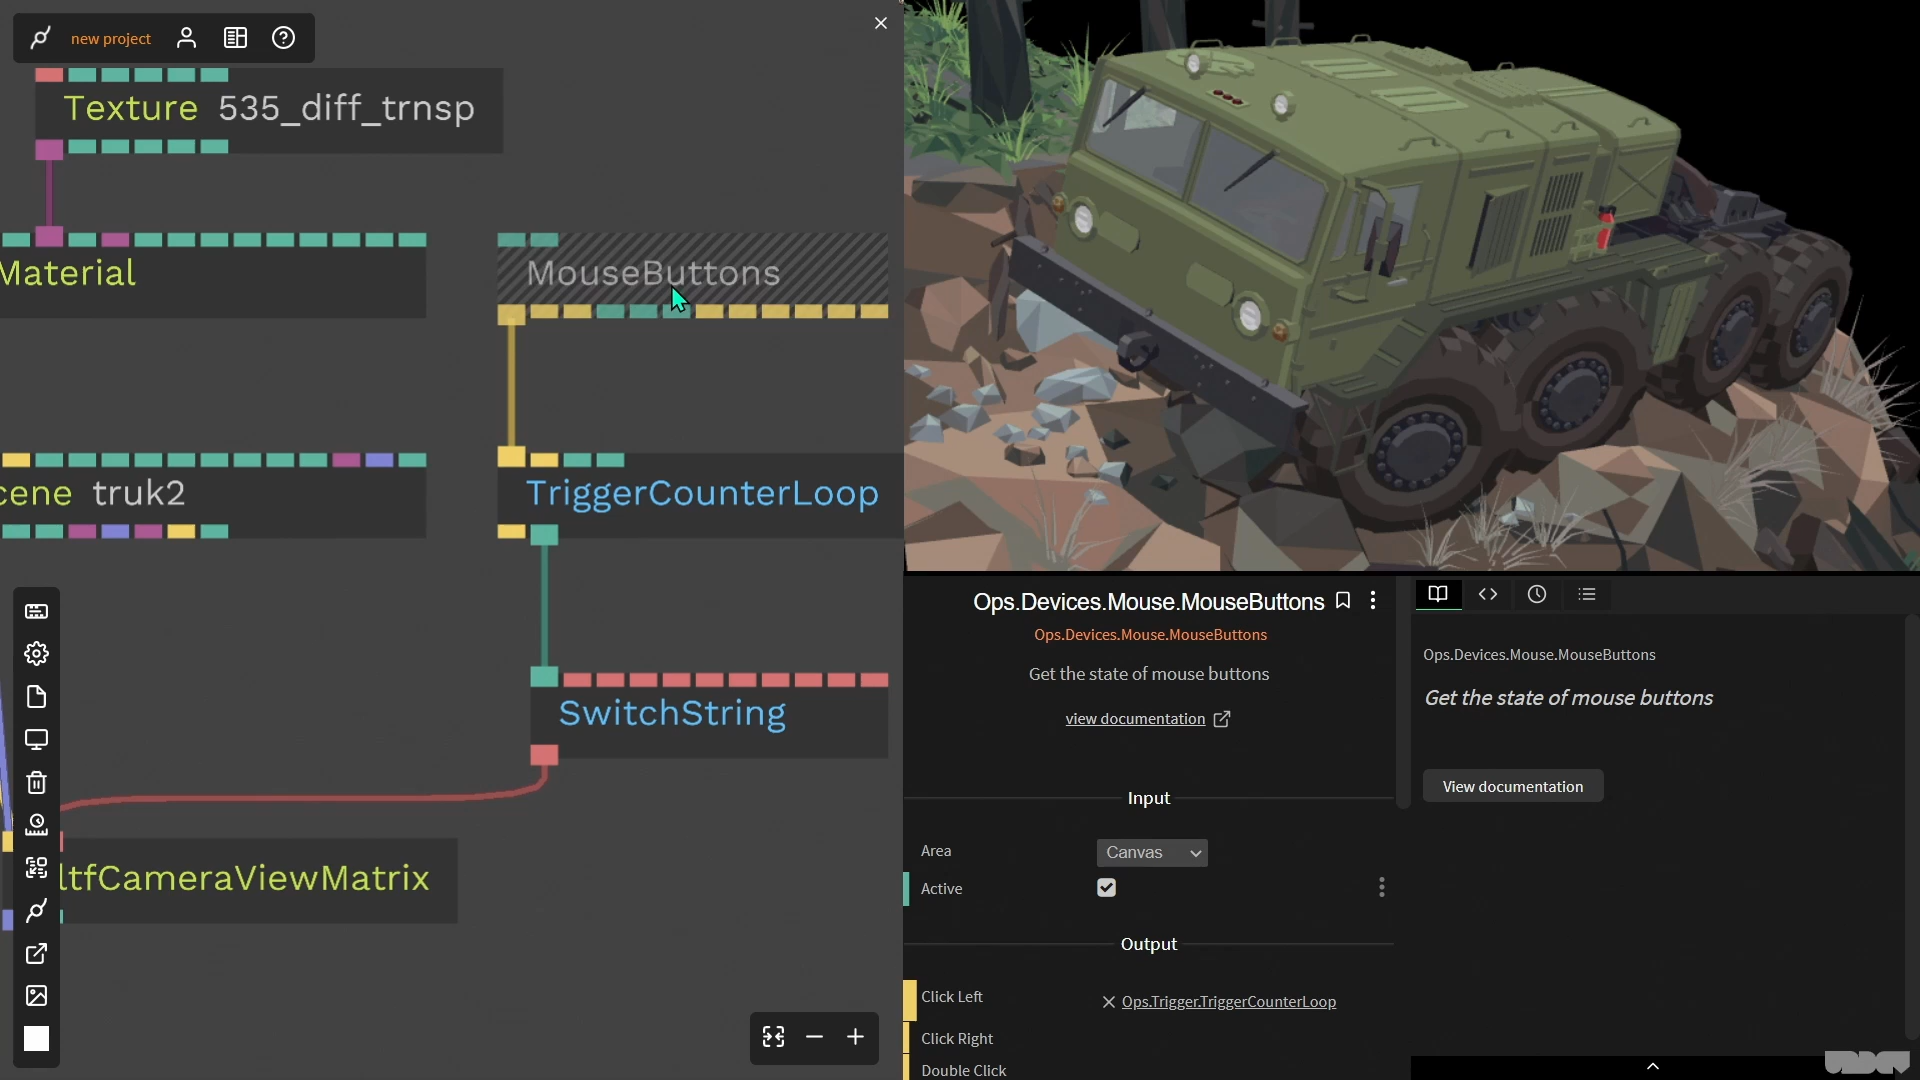 new project
Texture 535_diff_trnsp
Material
MouseButtons
cene truk2
TriggerCounterLoop
SwitchString
ltfCameraViewMatrix
Ops.Devices.Mouse.MouseButtons
Ops.Devices.Mouse.MouseButtons
Get the state of mouse buttons
view documentation
Input
Area
Canvas
Active
Output
Click Left
Ops.Trigger.TriggerCounterLoop
Click Right
Double Click
Ops.Devices.Mouse.MouseButtons
Get the state of mouse buttons
View documentation